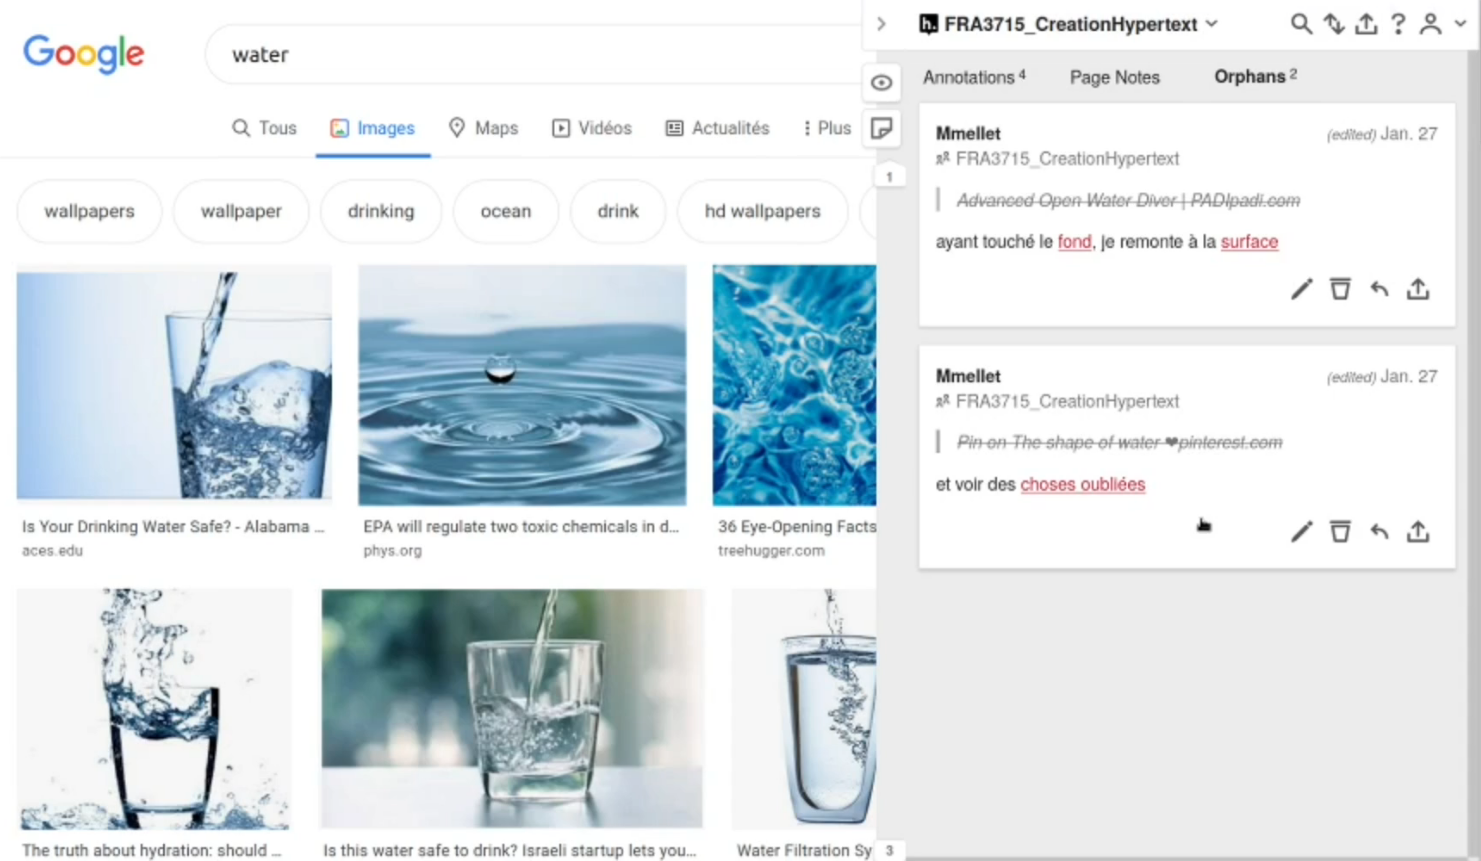 Google
water
Tous
Images
Maps
Vidéos
Actualités
Plus
wallpapers
wallpaper
drinking
ocean
drink
hd wallpapers
Is Your Drinking Water Safe? - Alabama ...
aces.edu
EPA will regulate two toxic chemicals in d...
phys.org
36 Eye-Opening Facts
treehugger.com
The truth about hydration: should ...
Is this water safe to drink? Israeli startup lets you...
Water Filtration Sy
h. FRA3715_CreationHypertext
?
Annotations 4
Page Notes
Orphans 2
1
Mmellet
(edited) Jan. 27
FRA3715_CreationHypertext
Advanced Open Water Diver | PADIpadi.com
ayant touché le fond, je remonte à la surface
Mmellet
(edited) Jan. 27
FRA3715_CreationHypertext
Pin on The shape of water ❤pinterest.com
et voir des choses oubliées
3